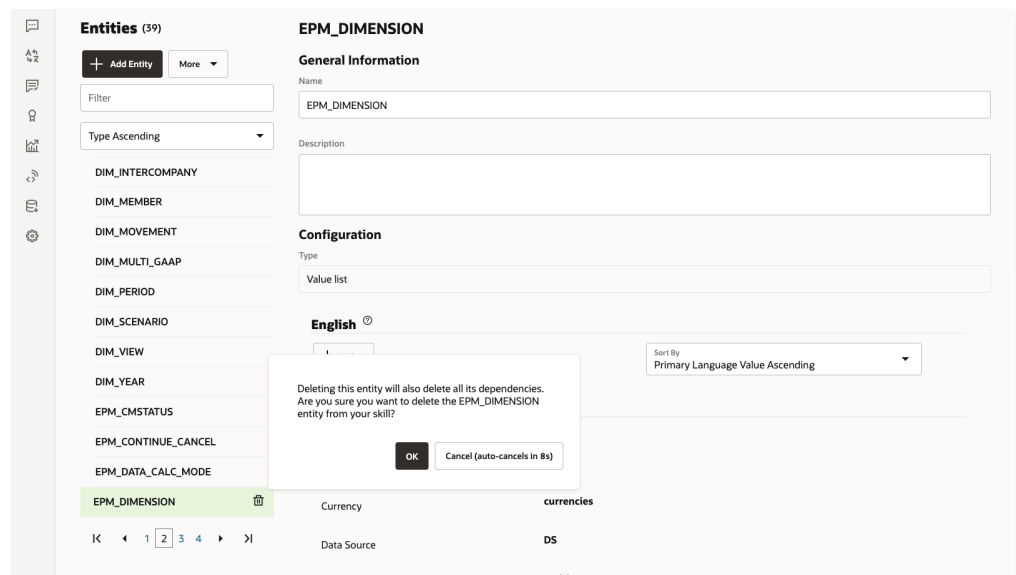 Entities (39)
Add Entity
More
Filter
Type Ascending
DIM_INTERCOMPANY
DIM_MEMBER
DIM_MOVEMENT
DIM_MULTI_GAAP
DIM_PERIOD
DIM_SCENARIO
DIM_VIEW
DIM_YEAR
EPM_CMSTATUS
EPM_CONTINUE_CANCEL
EPM_DATA_CALC_MODE
EPM_DIMENSION
1 2 3 4
EPM_DIMENSION
General Information
Name
EPM_DIMENSION
Description
Configuration
Type
Value list
English
Sort By
Primary Language Value Ascending
Deleting this entity will also delete all its dependencies.
Are you sure you want to delete the EPM_DIMENSION
entity from your skill?
OK
Cancel (auto-cancels in 8s)
Currency
currencies
Data Source
DS